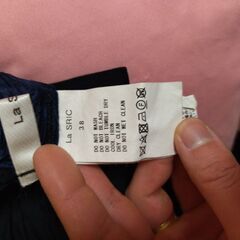 La SRIC
38
DO NOT WASH
DO NOT BLEACH
DO NOT TUMBLE DRY
COOL IRON
DRY CLEAN
DO NOT WET CLEAN
La S